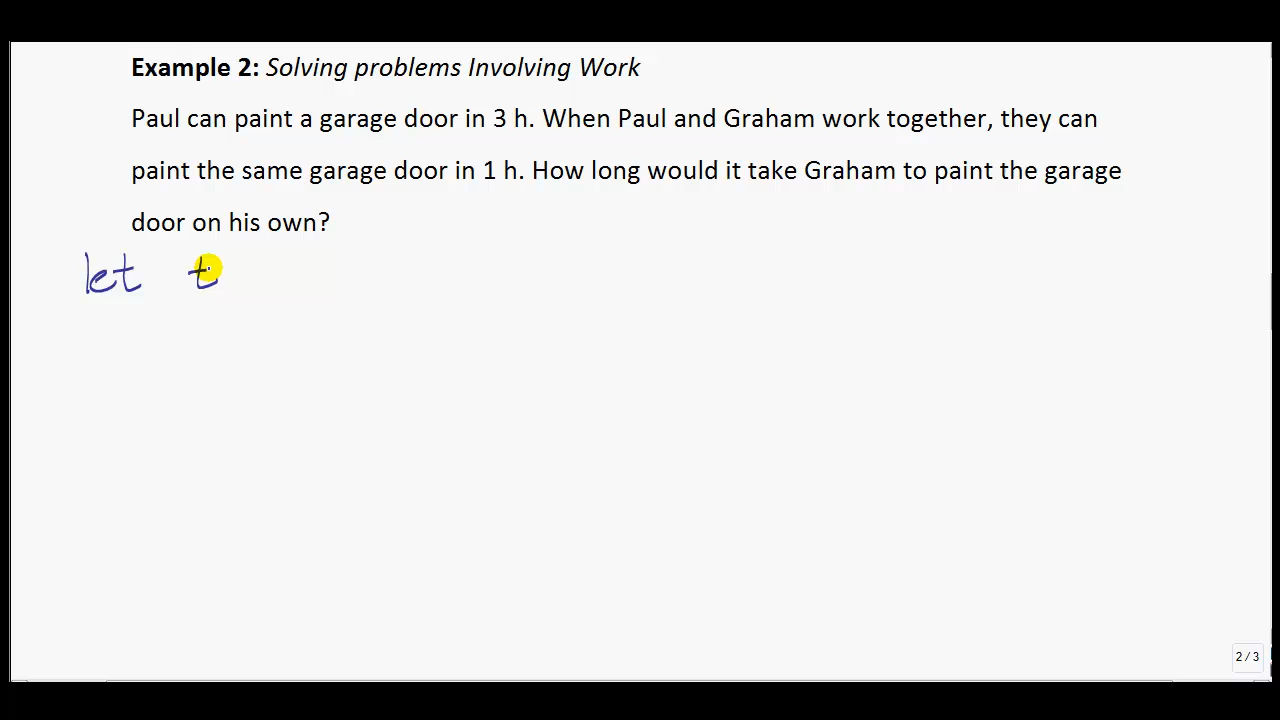 Example 2: Solving problems Involving Work
Paul can paint a garage door in 3 h. When Paul and Graham work together, they can
paint the same garage door in 1 h. How long would it take Graham to paint the garage
door on his own?
let t
2 / 3